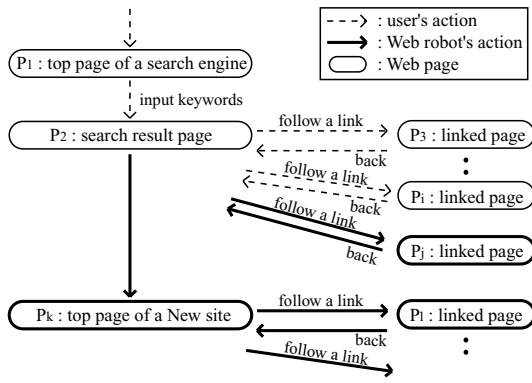 : user's action
: Web robot's action
: Web page
P1 : top page of a search engine
input keywords
P2 : search result page
follow a link
back
P3 : linked page
follow a link
back
Pi : linked page
follow a link
back
Pj : linked page
Pk : top page of a New site
follow a link
back
Pl : linked page
follow a link